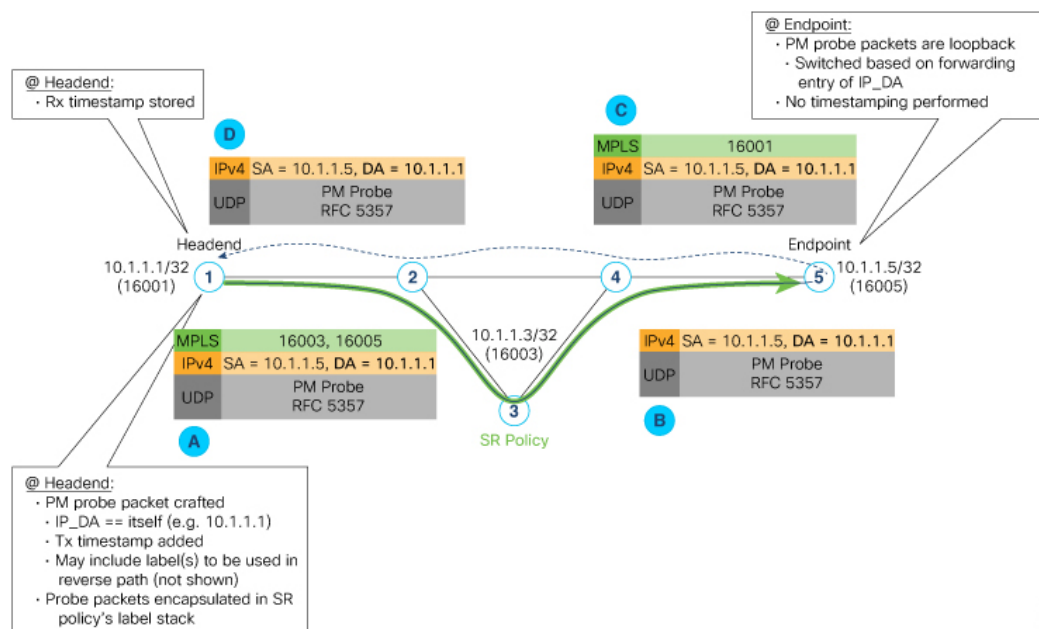 @ Endpoint:
· PM probe packets are loopback
· Switched based on forwarding
entry of IP_DA
· No timestamping performed
@ Headend:
· Rx timestamp stored
D
IPv4 SA = 10.1.1.5, DA = 10.1.1.1
UDP PM Probe
RFC 5357
C
MPLS 16001
IPv4 SA = 10.1.1.5, DA = 10.1.1.1
UDP PM Probe
RFC 5357
Headend
10.1.1.1/32
(16001)
1
2
4
Endpoint
5
10.1.1.5/32
(16005)
10.1.1.3/32
(16003)
3
SR Policy
MPLS 16003, 16005
IPv4 SA = 10.1.1.5, DA = 10.1.1.1
UDP PM Probe
RFC 5357
A
IPv4 SA = 10.1.1.5, DA = 10.1.1.1
UDP PM Probe
RFC 5357
B
@ Headend:
· PM probe packet crafted
· IP_DA == itself (e.g. 10.1.1.1)
· Tx timestamp added
· May include label(s) to be used in
reverse path (not shown)
· Probe packets encapsulated in SR
policy's label stack